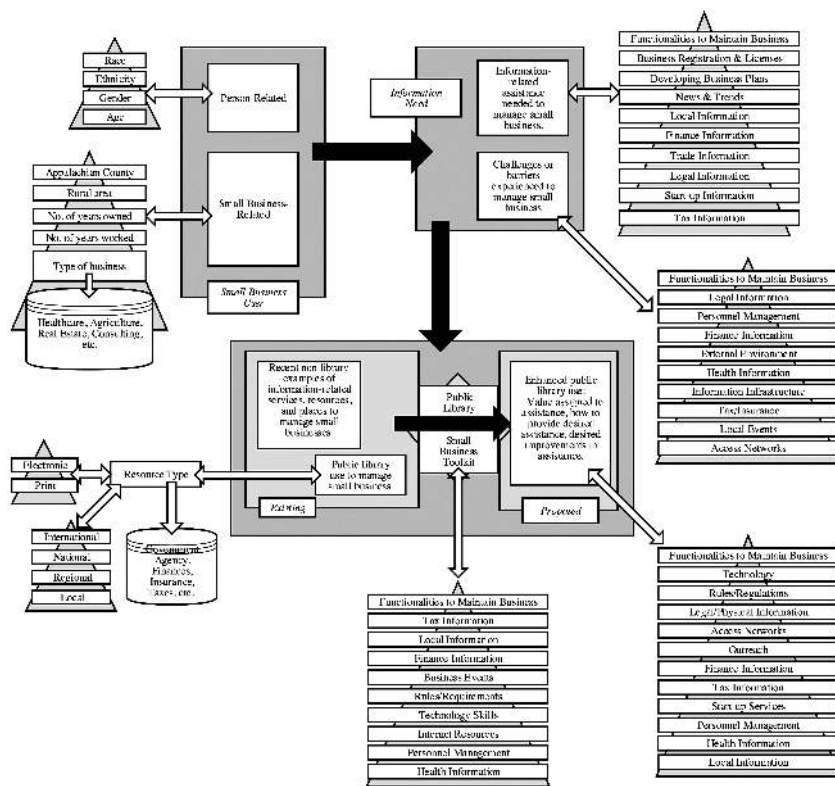 Race
Ethnicity
Gender
Age
Person Related
Appalachian County
Rural area
No. of years owned
No. of years worked
Type of business
Healthcare, Agriculture,
Real Estate, Consulting,
etc.
Small Business-
Related
Small Business
User
Information
Need
Information-
related
assistance
needed to
manage small
business.
Challenges or
barriers
experienced to
manage small
business
Functionalities to Maintain Business
Business Registration & Licenses
Developing Business Plans
News & Trends
Local Information
Finance Information
Trade Information
Legal Information
Start-up Information
Tax Information
Functionalities to Maintain Business
Legal Information
Personnel Management
Finance Information
External Environment
Health Information
Information Infrastructure
Tax/Insurance
Local Events
Access Networks
Recent non-library
examples of
information-related
services, resources,
and places to
manage small
businesses
Public library
use to manage
small business
Existing
Public
Library
Small Business
Toolkit
Enhanced public
library use:
Value assigned to
assistance, how to
provide desired
assistance, desired
improvements in
assistance.
Proposed
Electronic
Print
Resource Type
International
National
Regional
Local
Government
Agency,
Finances,
Insurance,
Taxes, etc.
Functionalities to Maintain Business
Tax Information
Local Information
Finance Information
Business Events
Rules/Requirements
Technology Skills
Internet Resources
Personnel Management
Health Information
Functionalities to Maintain Business
Technology
Rules/Regulations
Legal/Physical Information
Access Networks
Outreach
Finance Information
Tax Information
Start up Services
Personnel Management
Health Information
Local Information